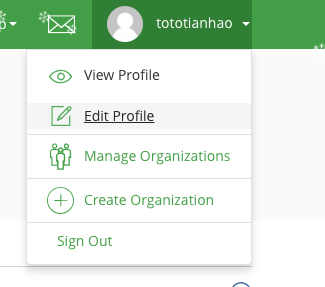 tototianhao
View Profile
Edit Profile
Manage Organizations
Create Organization
Sign Out